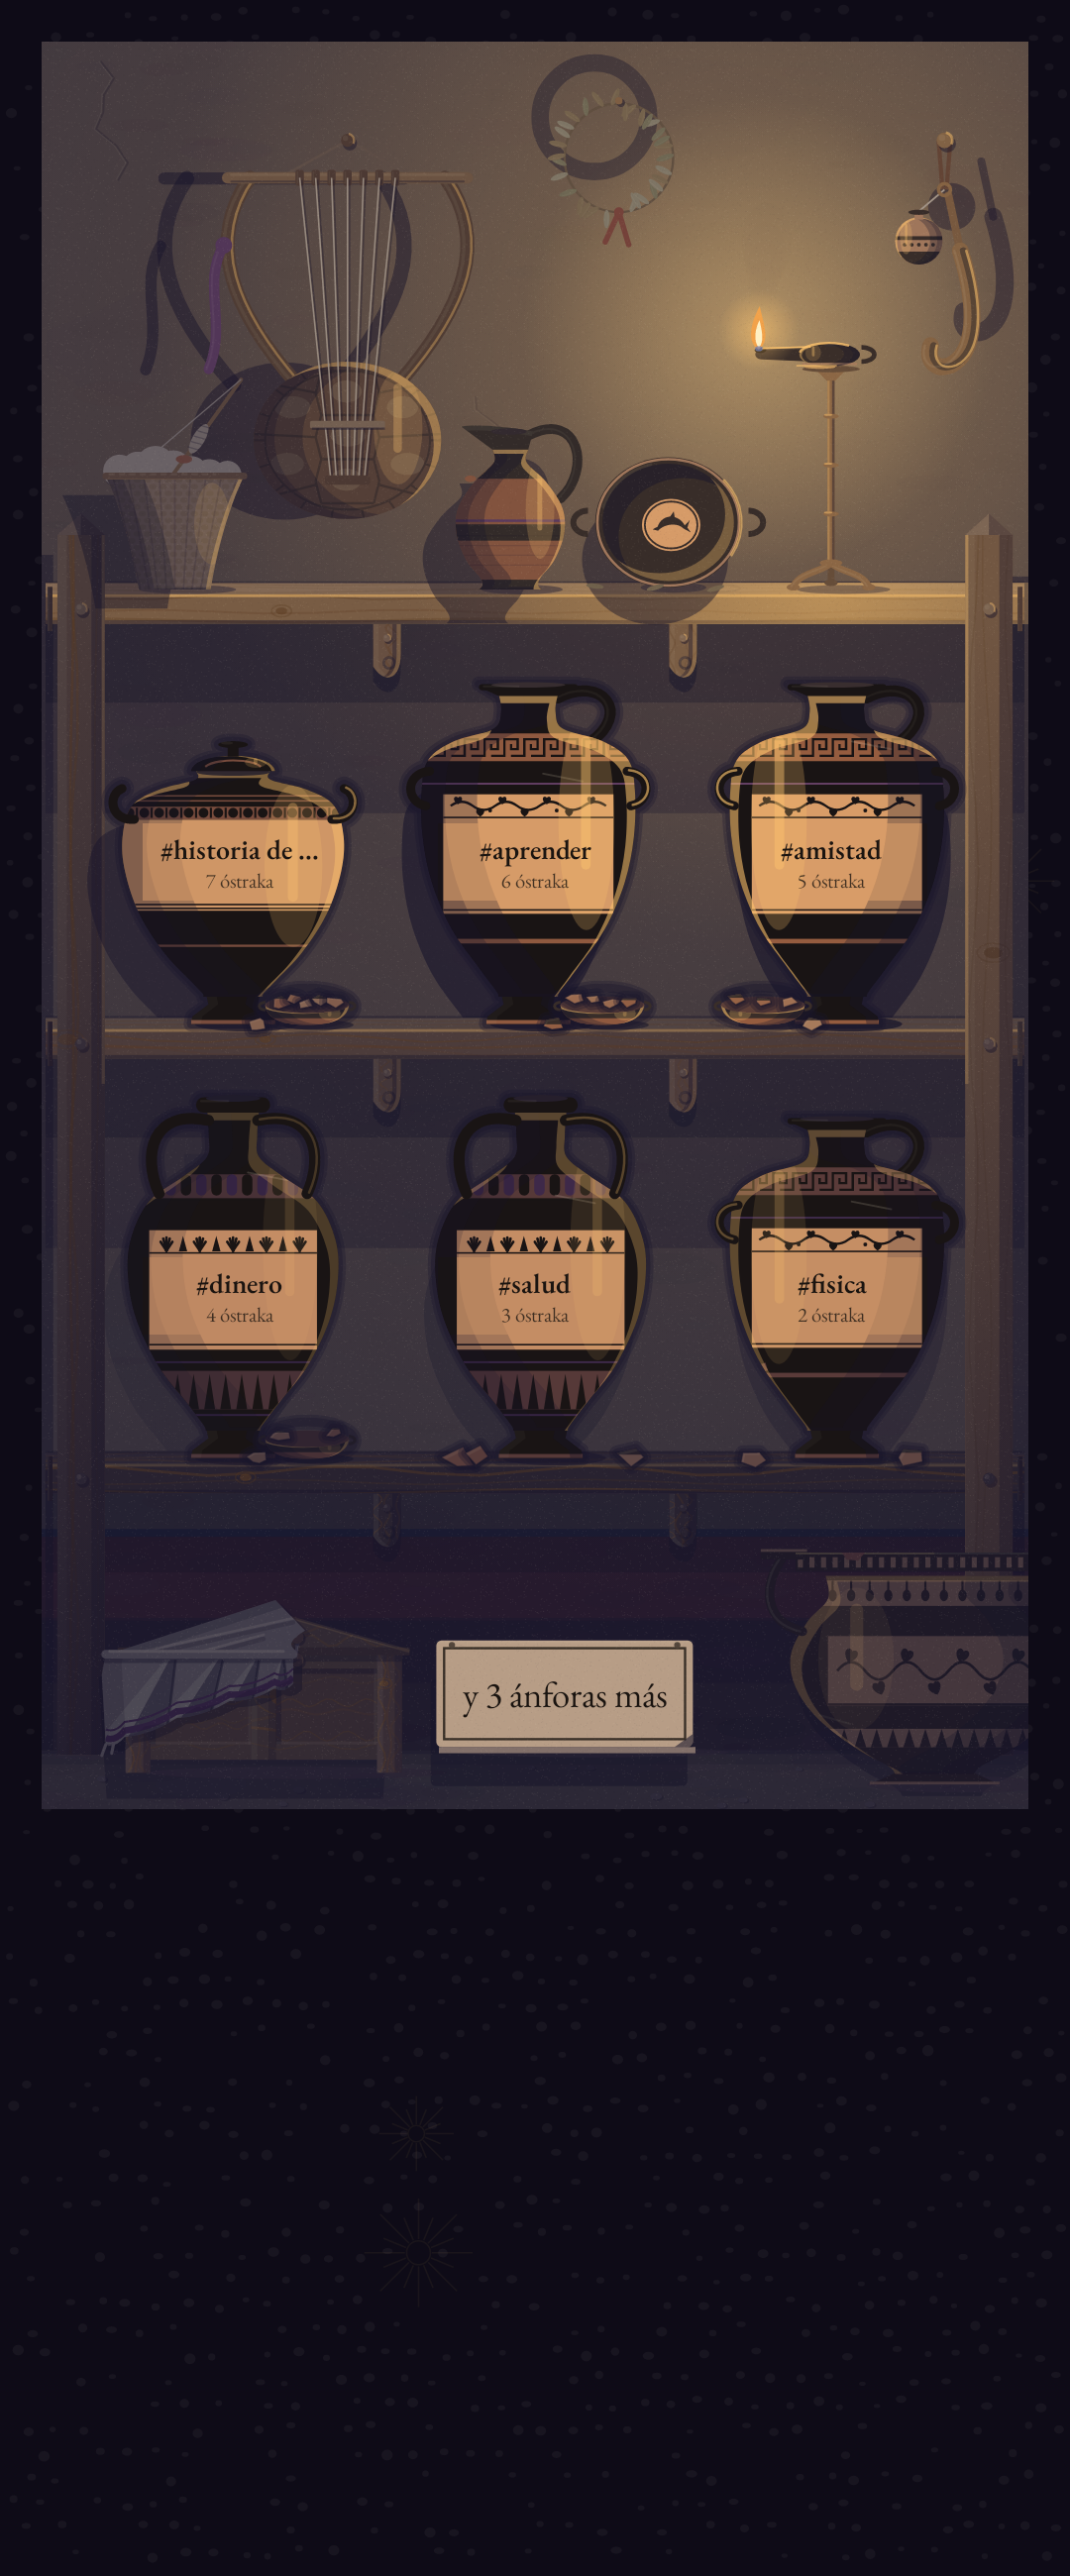 #historia de ...
7 óstraka
#aprender
6 óstraka
#amistad
5 óstraka
#dinero
4 óstraka
#salud
3 óstraka
#fisica
2 óstraka
y 3 ánforas más